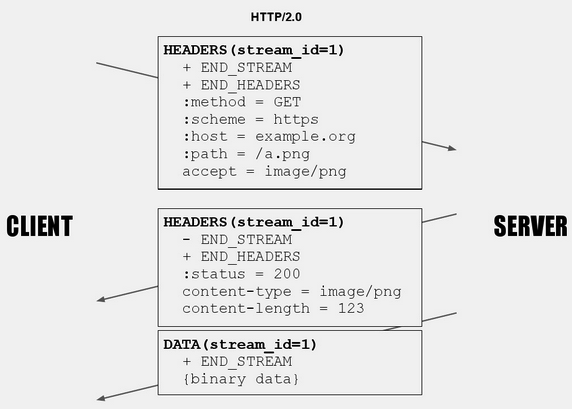 HTTP/2.0
HEADERS(stream_id=1)
+ END_STREAM
+ END_HEADERS
:method = GET
:scheme = https
:host = example.org
:path = /a.png
accept = image/png
CLIENT
SERVER
HEADERS(stream_id=1)
- END_STREAM
+ END_HEADERS
:status = 200
content-type = image/png
content-length = 123
DATA(stream_id=1)
+ END_STREAM
{binary data}